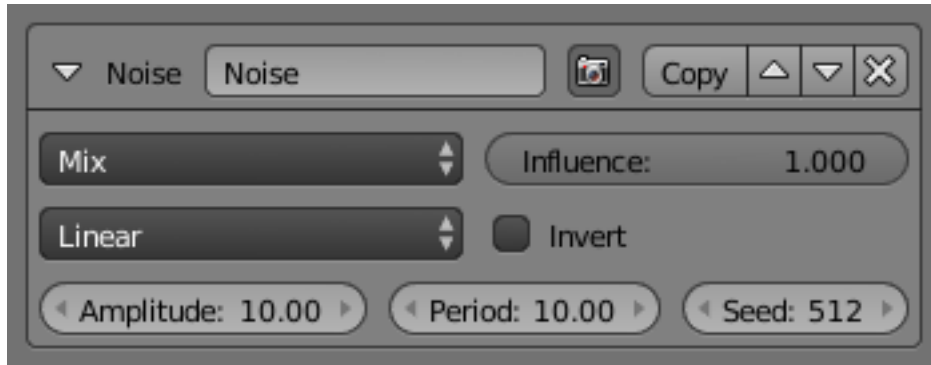 Noise Noise Copy
Mix Influence: 1.000
Linear Invert
Amplitude: 10.00 Period: 10.00 Seed: 512